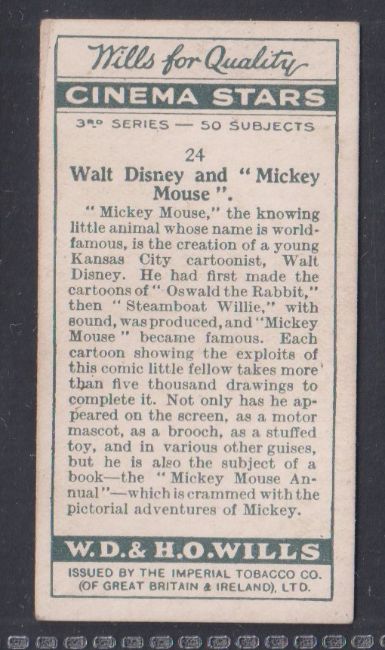 Wills for Quality
CINEMA STARS
3RD SERIES — 50 SUBJECTS
24
Walt Disney and "Mickey
Mouse".
"Mickey Mouse," the knowing
little animal whose name is world-
famous, is the creation of a young
Kansas City cartoonist, Walt
Disney. He had first made the
cartoons of "Oswald the Rabbit,"
then "Steamboat Willie," with
sound, was produced, and "Mickey
Mouse" became famous. Each
cartoon showing the exploits of
this comic little fellow takes more
than five thousand drawings to
complete it. Not only has he ap-
peared on the screen, as a motor
mascot, as a brooch, as a stuffed
toy, and in various other guises,
but he is also the subject of a
book—the "Mickey Mouse An-
nual"—which is crammed with the
pictorial adventures of Mickey.
W.D. & H.O. WILLS
ISSUED BY THE IMPERIAL TOBACCO CO.
(OF GREAT BRITAIN & IRELAND), LTD.